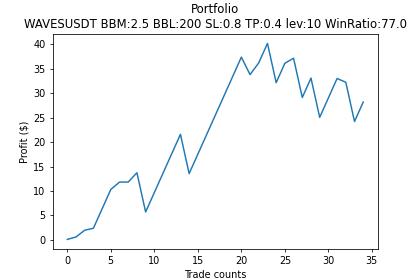 Portfolio
WAVESUSDT BBM:2.5 BBL:200 SL:0.8 TP:0.4 lev:10 WinRatio:77.0
Profit ($)
40
35
30
25
20
15
10
5
0
0 5 10 15 20 25 30 35
Trade counts